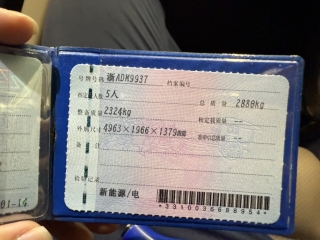 号牌号码 浙ADM9937 档案编号
核定载人数 5人 总质量 2880kg
整备质量 2324kg 核定载质量 --
外廓尺寸 4963×1966×1379mm 准牵引总质量 --
备注
检验记录
新能源/电
*3310036886954*
01-14